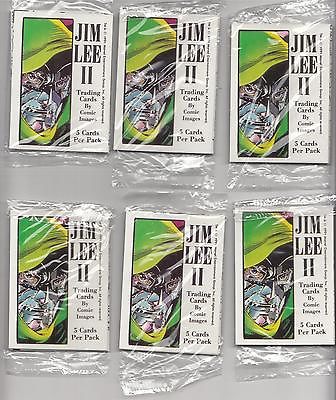 JIM
LEE
II
Trading
Cards
By
Comic
Images
5 Cards
Per Pack
JIM
LEE
II
Trading
Cards
By
Comic
Images
5 Cards
Per Pack
JIM
LEE
II
Trading
Cards
By
Comic
Images
5 Cards
Per Pack
JIM
LEE
II
Trading
Cards
By
Comic
Images
5 Cards
Per Pack
JIM
LEE
II
Trading
Cards
By
Comic
Images
5 Cards
Per Pack
JIM
LEE
II
Trading
Cards
By
Comic
Images
5 Cards
Per Pack